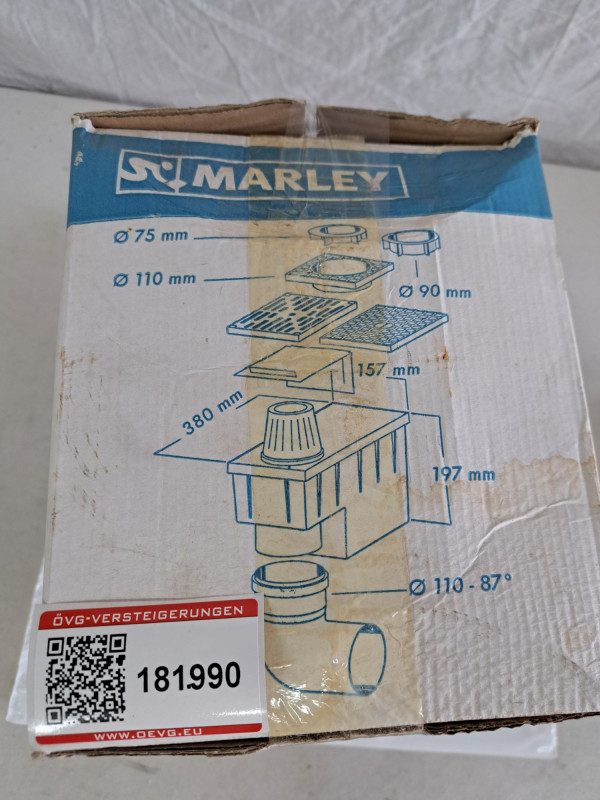 MARLEY
Ø 75 mm
Ø 110 mm
Ø 90 mm
157 mm
380 mm
197 mm
Ø 110 - 87°
ÖVG-VERSTEIGERUNGEN
181.990
WWW.OEVG.EU